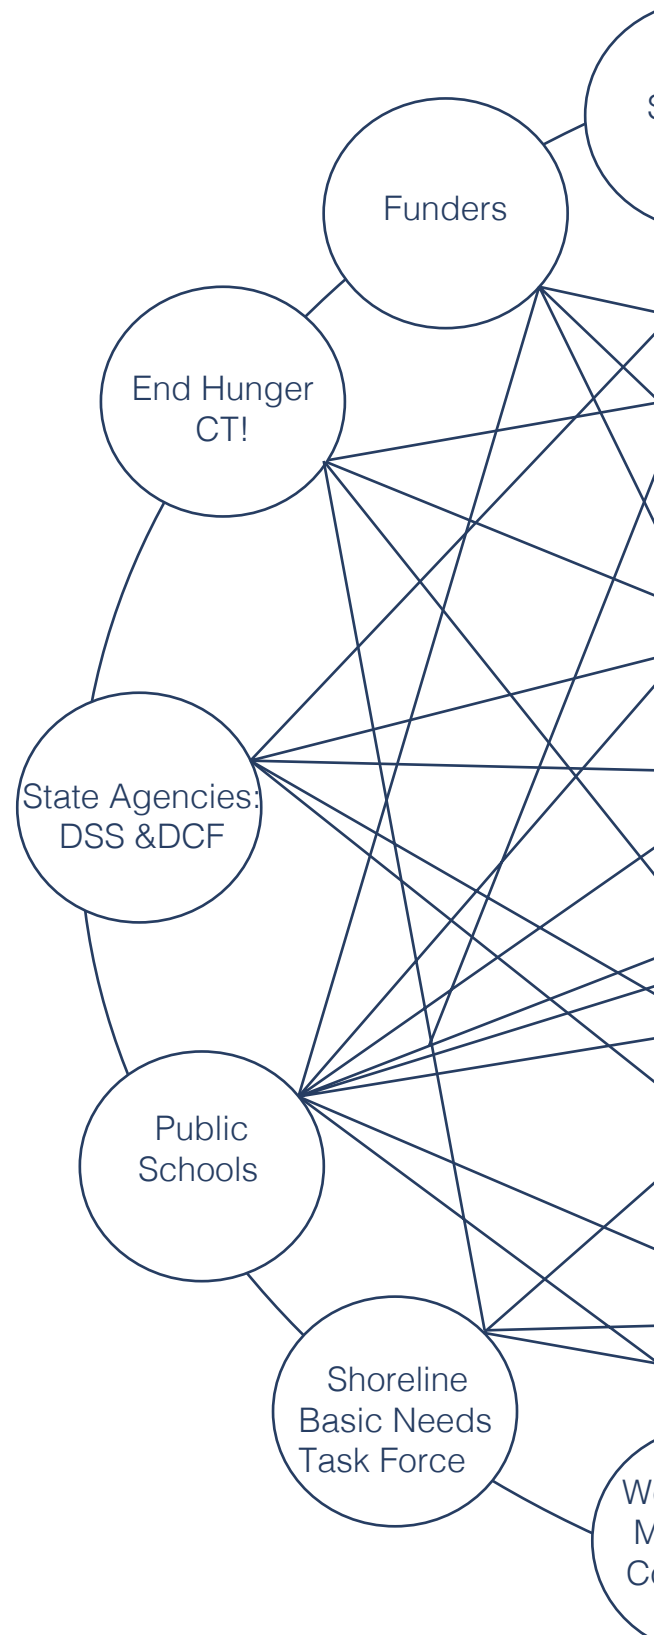 Funders
End Hunger
CT!
State Agencies:
DSS &DCF
Public
Schools
Shoreline
Basic Needs
Task Force